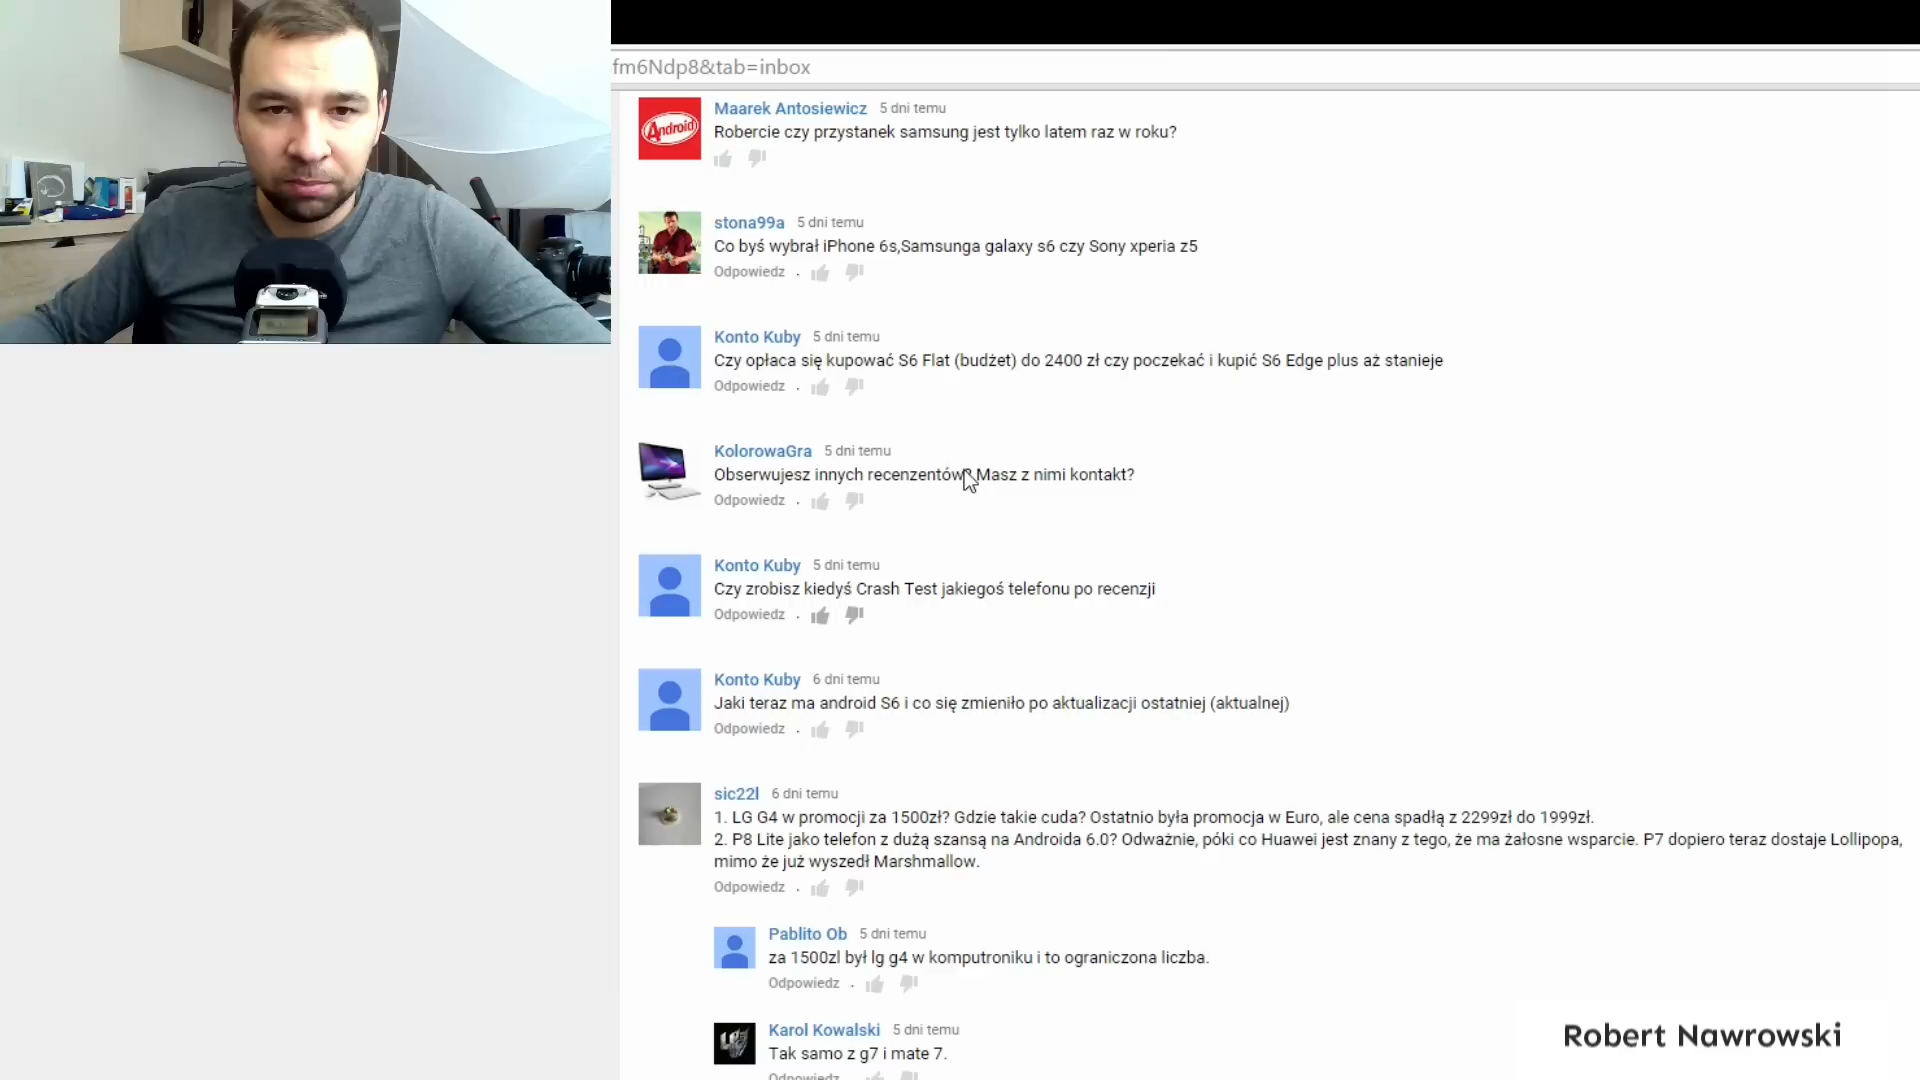 fm6Ndp8&tab=inbox
Android
Maarek Antosiewicz 5 dni temu
Robercie czy przystanek samsung jest tylko latem raz w roku?
stona99a 5 dni temu
Co byś wybrał iPhone 6s,Samsunga galaxy s6 czy Sony xperia z5
Odpowiedz .
Konto Kuby 5 dni temu
Czy opłaca się kupować S6 Flat (budżet) do 2400 zł czy poczekać i kupić S6 Edge plus aż stanieje
Odpowiedz .
KolorowaGra 5 dni temu
Obserwujesz innych recenzentów? Masz z nimi kontakt?
Odpowiedz .
Konto Kuby 5 dni temu
Czy zrobisz kiedyś Crash Test jakiegoś telefonu po recenzji
Odpowiedz .
Konto Kuby 6 dni temu
Jaki teraz ma android S6 i co się zmieniło po aktualizacji ostatniej (aktualnej)
Odpowiedz .
sic22l 6 dni temu
1. LG G4 w promocji za 1500zł? Gdzie takie cuda? Ostatnio była promocja w Euro, ale cena spadłą z 2299zł do 1999zł.
2. P8 Lite jako telefon z dużą szansą na Androida 6.0? Odważnie, póki co Huawei jest znany z tego, że ma żałosne wsparcie. P7 dopiero teraz dostaje Lollipopa,
mimo że już wyszedł Marshmallow.
Odpowiedz .
Pablito Ob 5 dni temu
za 1500zl był lg g4 w komputroniku i to ograniczona liczba.
Odpowiedz .
Karol Kowalski 5 dni temu
Tak samo z g7 i mate 7.
Odpowiedz
Robert Nawrowski